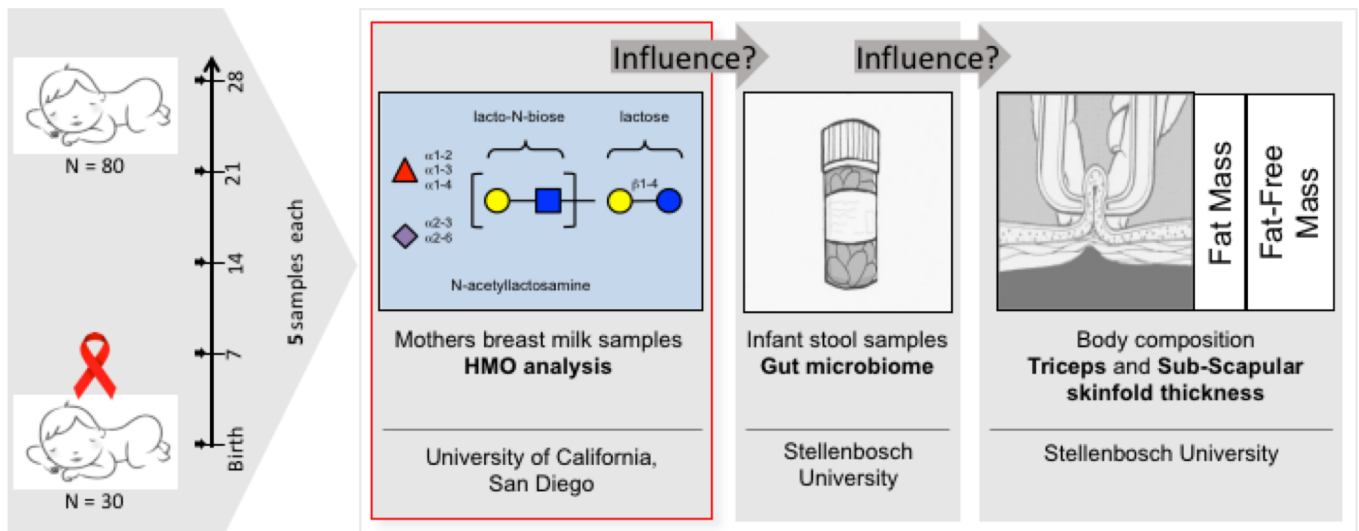 N = 80
N = 30
28
21
14
7
Birth
5 samples each
Influence?
Influence?
lacto-N-biose
lactose
α1-2
α1-3
α1-4
β1-4
α2-3
α2-6
N-acetyllactosamine
Mothers breast milk samples
HMO analysis
University of California,
San Diego
Infant stool samples
Gut microbiome
Stellenbosch
University
Fat Mass
Fat-Free
Mass
Body composition
Triceps and Sub-Scapular
skinfold thickness
Stellenbosch University